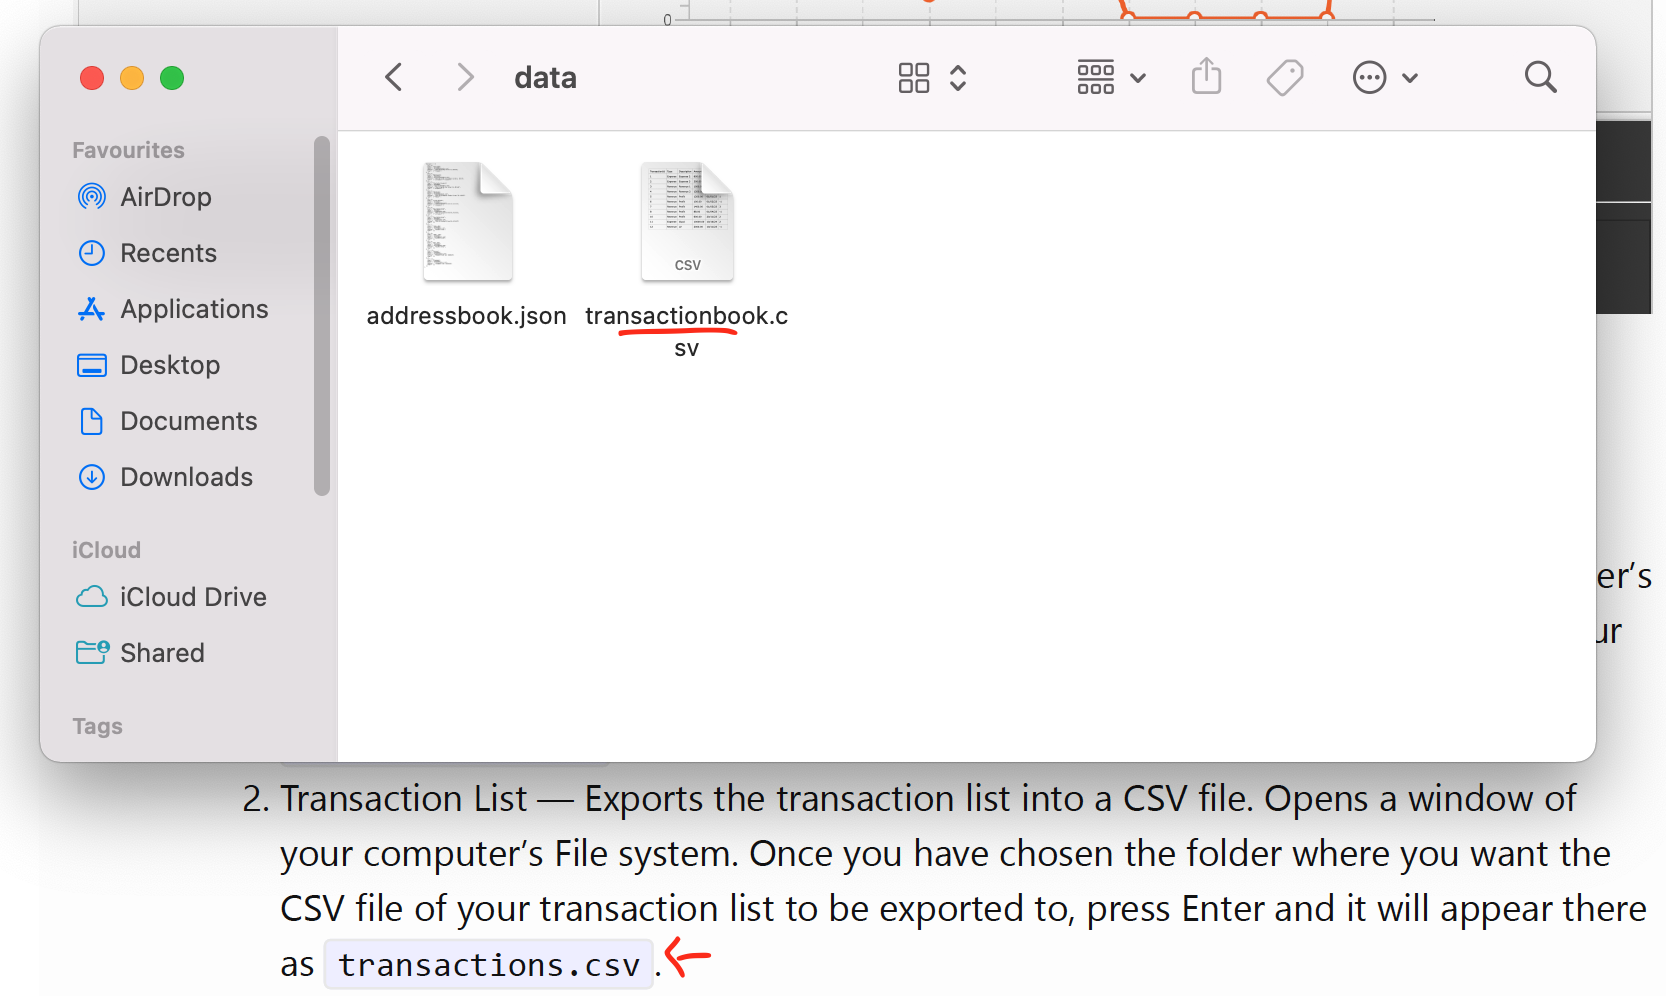 0
data
Favourites
AirDrop
Recents
Applications
Desktop
Documents
Downloads
iCloud
iCloud Drive
Shared
Tags
CSV
addressbook.json
transactionbook.c
sv
er’s
ur
2. Transaction List — Exports the transaction list into a CSV file. Opens a window of
your computer’s File system. Once you have chosen the folder where you want the
CSV file of your transaction list to be exported to, press Enter and it will appear there
as transactions.csv.